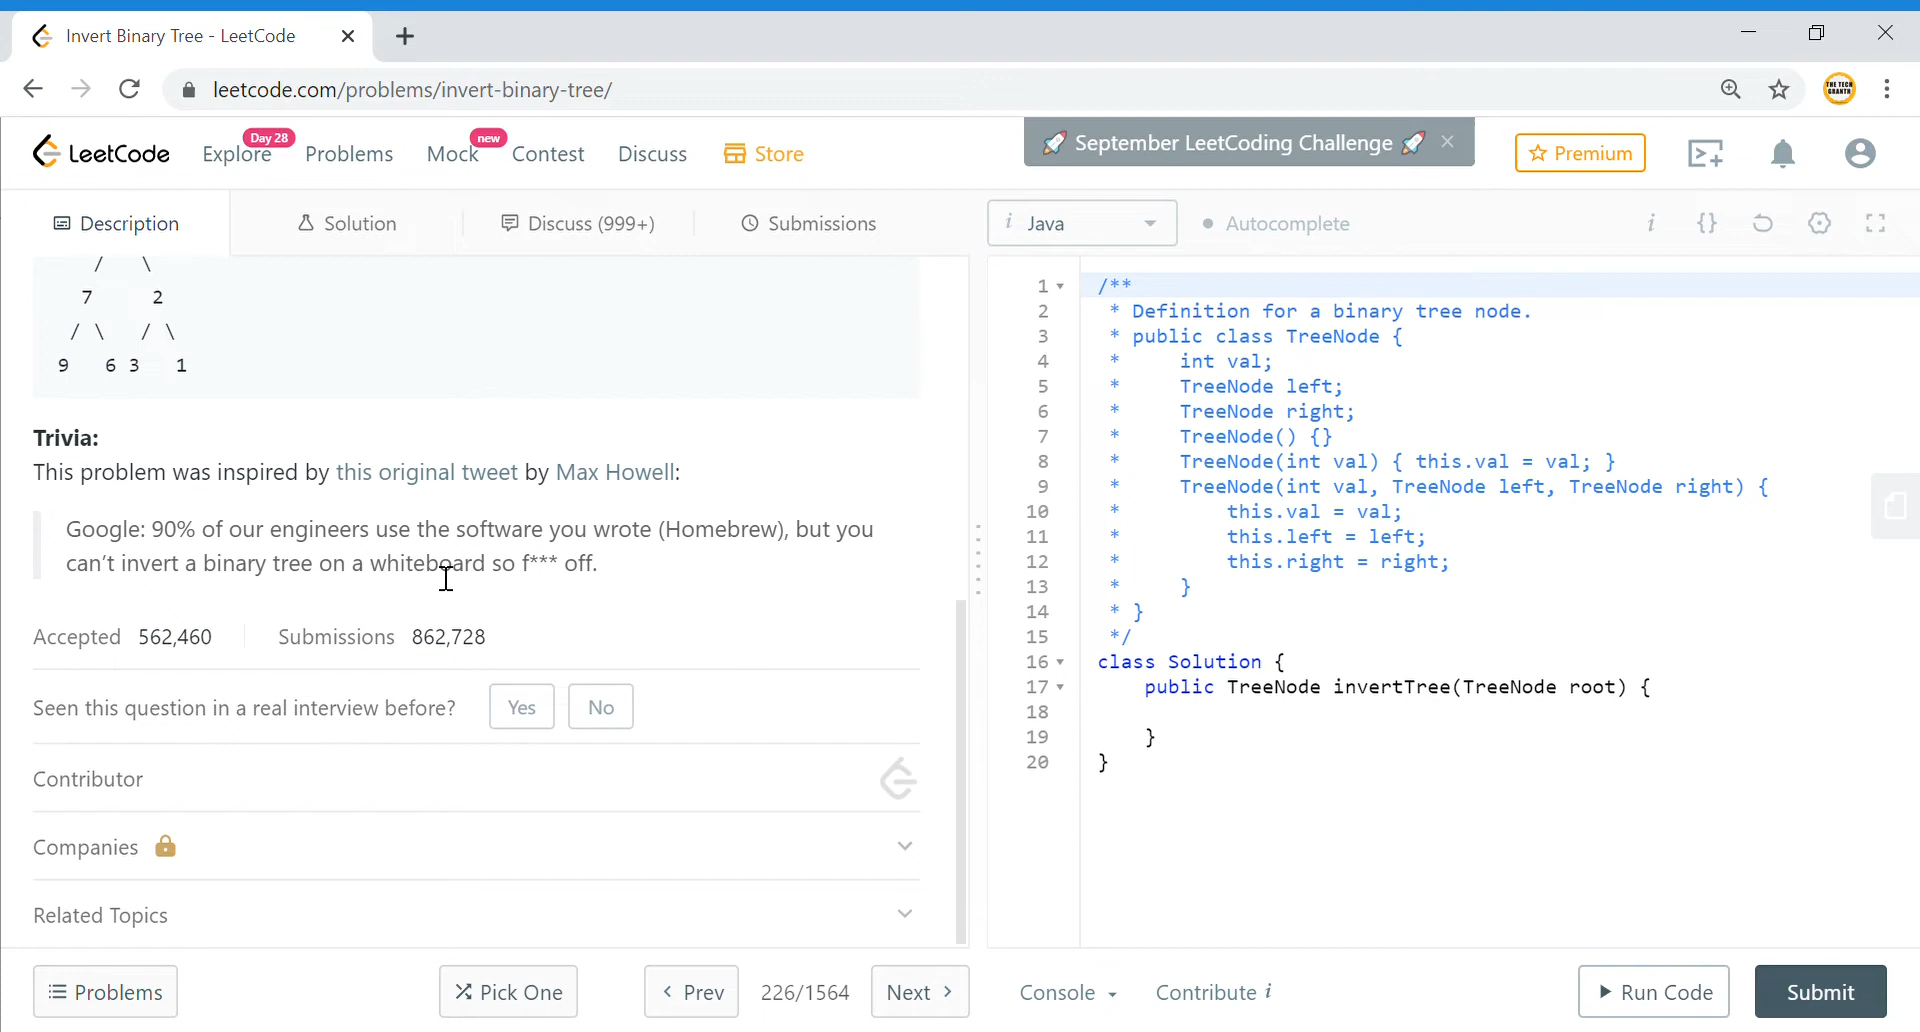 Invert Binary Tree - LeetCode
leetcode.com/problems/invert-binary-tree/
THE TECH GRANTH
LeetCode
Explore
Day 28
Problems
Mock
new
Contest
Discuss
Store
🚀 September LeetCoding Challenge 🚀 ×
Premium
Description
Solution
Discuss (999+)
Submissions
i Java
Autocomplete
i {}
/ \
7 2
/ \ / \
9 6 3 1
Trivia:
This problem was inspired by this original tweet by Max Howell:
Google: 90% of our engineers use the software you wrote (Homebrew), but you
can’t invert a binary tree on a whiteboard so f*** off.
Accepted 562,460 Submissions 862,728
Seen this question in a real interview before? Yes No
Contributor
Companies
Related Topics
1 /**
2 * Definition for a binary tree node.
3 * public class TreeNode {
4 * int val;
5 * TreeNode left;
6 * TreeNode right;
7 * TreeNode() {}
8 * TreeNode(int val) { this.val = val; }
9 * TreeNode(int val, TreeNode left, TreeNode right) {
10 * this.val = val;
11 * this.left = left;
12 * this.right = right;
13 * }
14 * }
15 */
16 class Solution {
17 public TreeNode invertTree(TreeNode root) {
18
19 }
20 }
Problems
Pick One
Prev
226/1564
Next
Console
Contribute i
Run Code
Submit